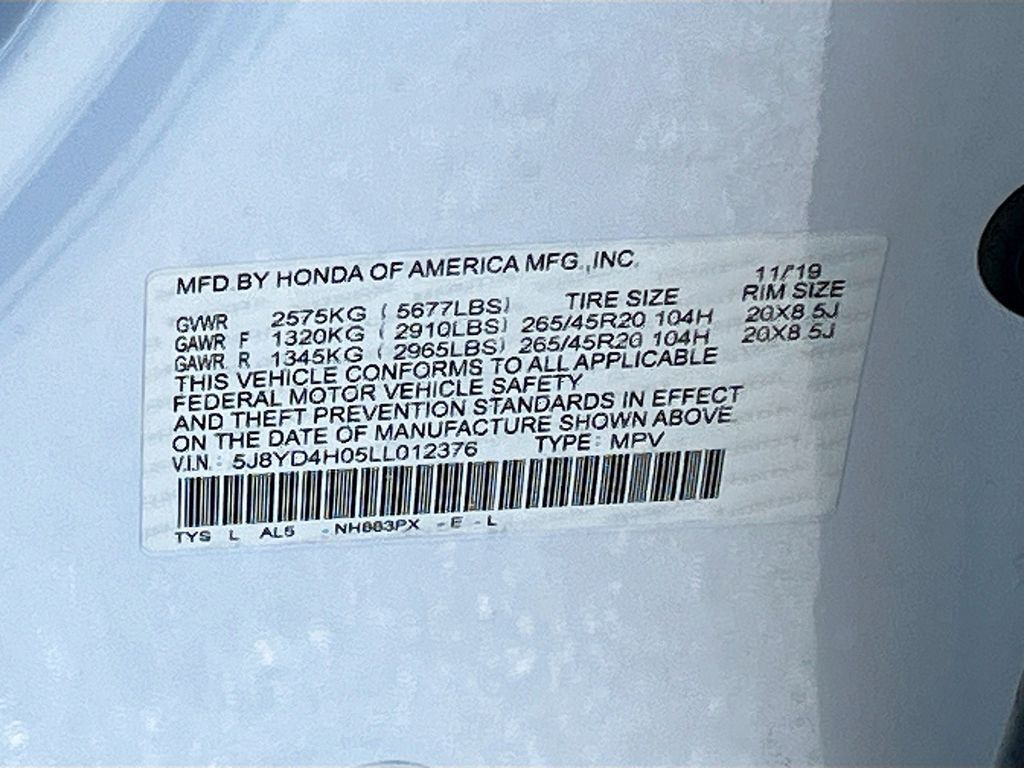 MFD. BY HONDA OF AMERICA MFG.,INC.
11/19
GVWR 2575KG ( 5677LBS) TIRE SIZE RIM SIZE
GAWR F 1320KG ( 2910LBS) 265/45R20 104H 20X8.5J
GAWR R 1345KG ( 2965LBS) 265/45R20 104H 20X8.5J
THIS VEHICLE CONFORMS TO ALL APPLICABLE
FEDERAL MOTOR VEHICLE SAFETY
AND THEFT PREVENTION STANDARDS IN EFFECT
ON THE DATE OF MANUFACTURE SHOWN ABOVE.
V.I.N.: 5J8YD4H05LL012376 TYPE: MPV
TYS L AL5 -NH883PX -E -L